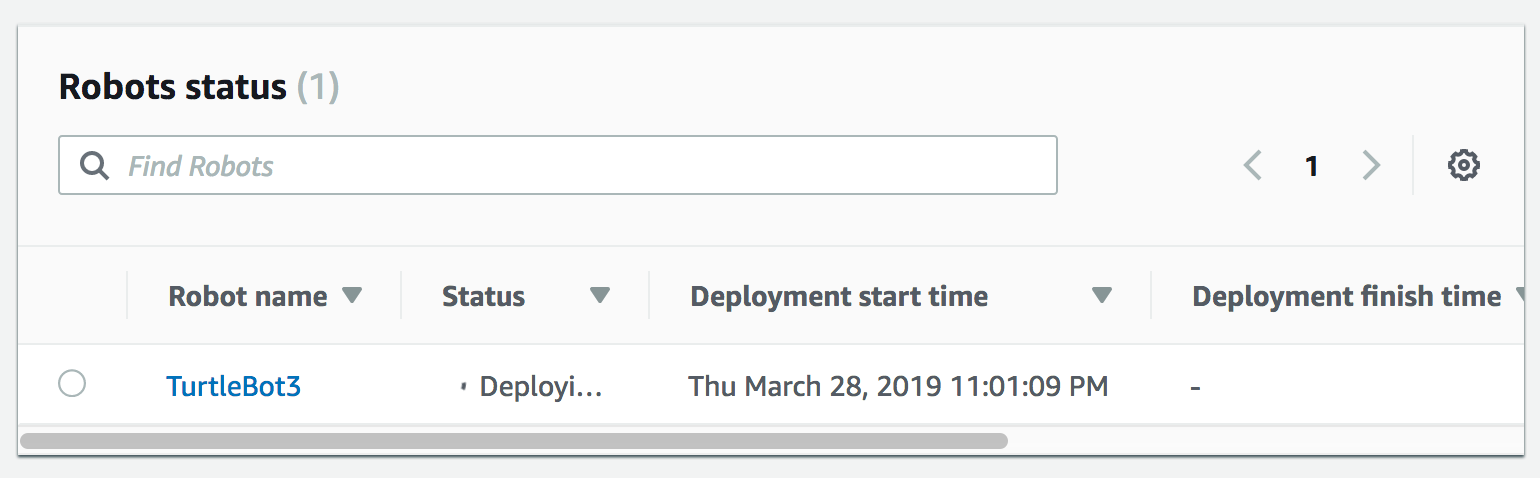 Robots status (1)
Find Robots
1
Robot name Status Deployment start time Deployment finish time
TurtleBot3 Deployi... Thu March 28, 2019 11:01:09 PM -